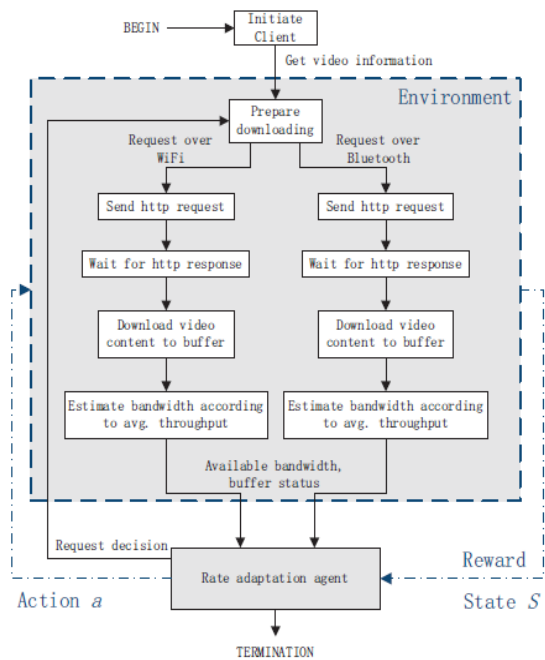 BEGIN
Initiate
Client
Get video information
Environment
Prepare
downloading
Request over
WiFi
Request over
Bluetooth
Send http request
Send http request
Wait for http response
Wait for http response
Download video
content to buffer
Download video
content to buffer
Estimate bandwidth according
to avg. throughput
Estimate bandwidth according
to avg. throughput
Available bandwidth,
buffer status
Request decision
Rate adaptation agent
Reward
Action a
State S
TERMINATION